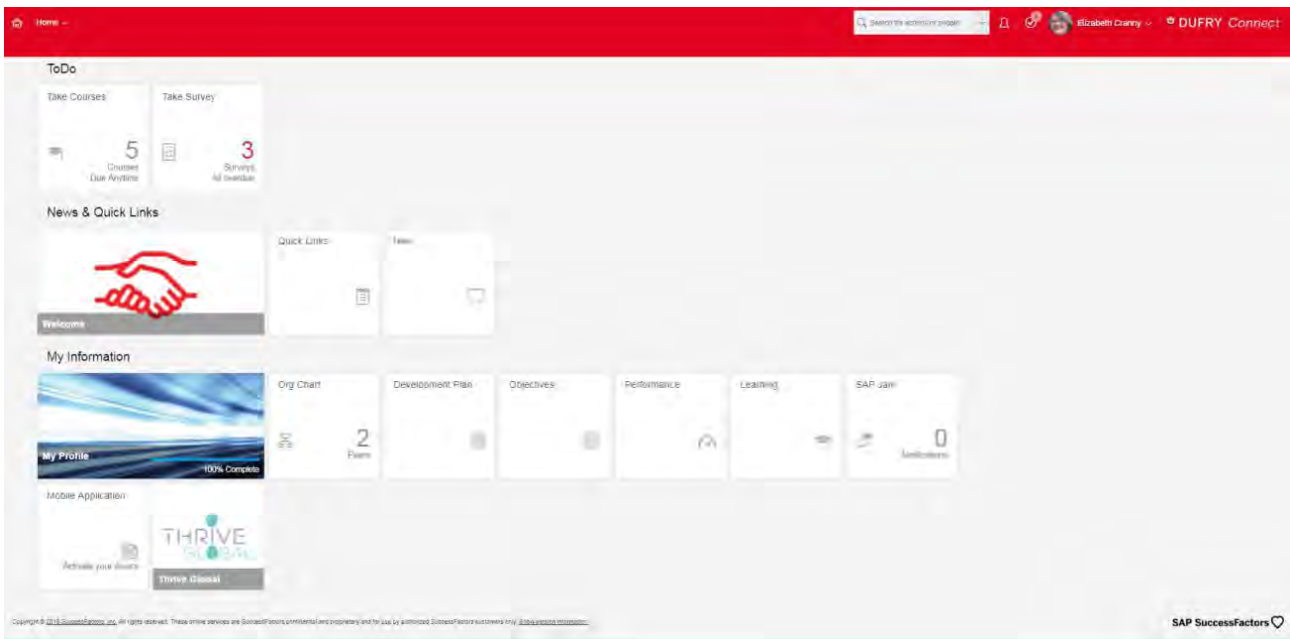 Home
Elizabeth Cranny
DUFRY Connect
ToDo
Take Courses
Take Survey
5
Courses
Due Anytime
3
Surveys
All overdue
News & Quick Links
Welcome
Quick Links
My Information
My Profile
100% Complete
Org Chart
2
Peers
Development Plan
Objectives
Performance
Learning
SAP Jam
0
Notifications
Mobile Application
Activate your device
THRIVE
GLOBAL
Thrive Global
SAP SuccessFactors